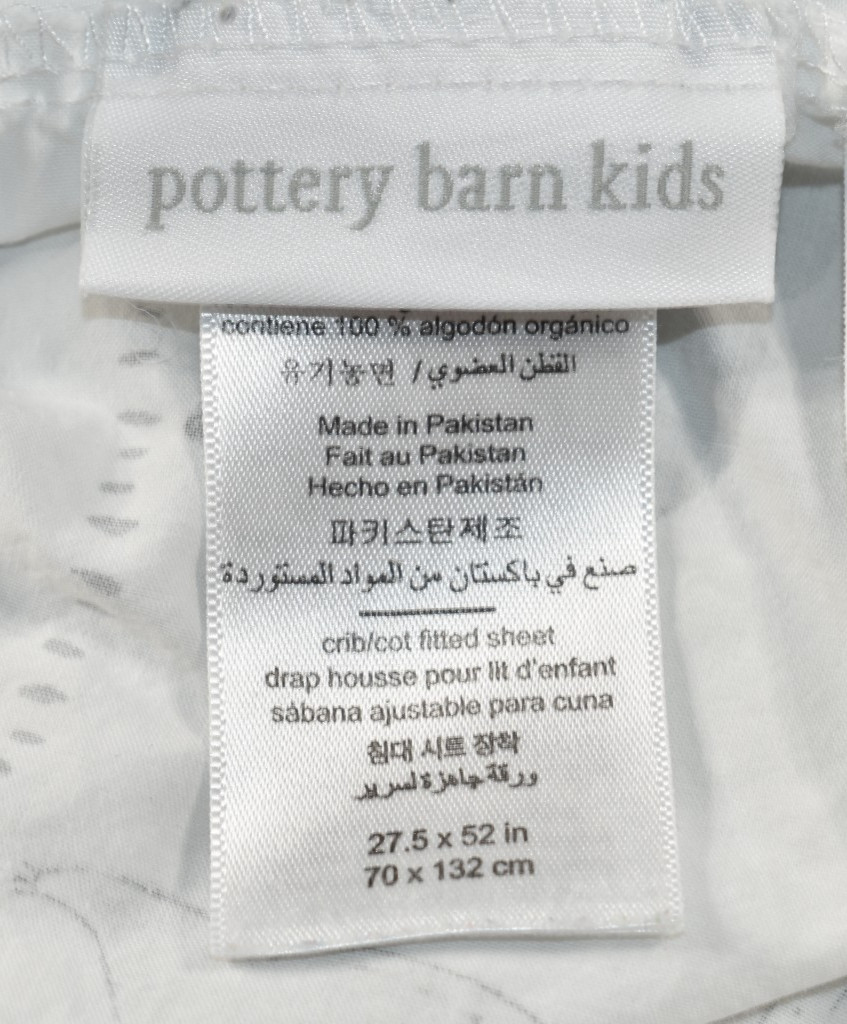 pottery barn kids
contiene 100 % algodón orgánico
유기농면 / القطن العضوي
Made in Pakistan
Fait au Pakistan
Hecho en Pakistán
파키스탄제조
صنع في باكستان من المواد المستوردة
crib/cot fitted sheet
drap housse pour lit d'enfant
sábana ajustable para cuna
침대 시트 장착
ورقة جاهزة لسرير
27.5 x 52 in
70 x 132 cm